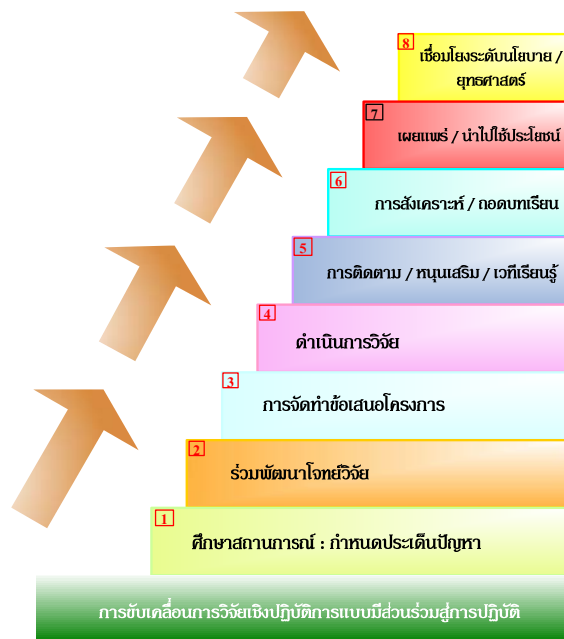 8
เชื่อมโยงระดับนโยบาย /
ยุทธศาสตร์
7
เผยแพร่ / นำไปใช้ประโยชน์
6
การสังเคราะห์ / ถอดบทเรียน
5
การติดตาม / หนุนเสริม / เวทีเรียนรู้
4
ดำเนินการวิจัย
3
การจัดทำข้อเสนอโครงการ
2
ร่วมพัฒนาโจทย์วิจัย
1
ศึกษาสถานการณ์ : กำหนดประเด็นปัญหา
การขับเคลื่อนการวิจัยเชิงปฏิบัติการแบบมีส่วนร่วมสู่การปฏิบัติ